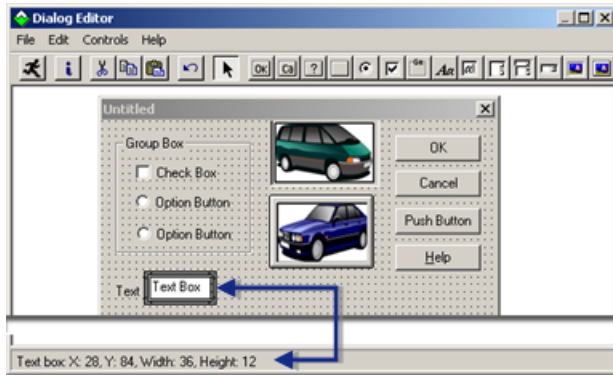 Dialog Editor
File Edit Controls Help
OK Ca ?
Untitled
Group Box
Check Box
Option Button
Option Button
OK
Cancel
Push Button
Help
Text Text Box
Text box: X: 28, Y: 84, Width: 36, Height: 12